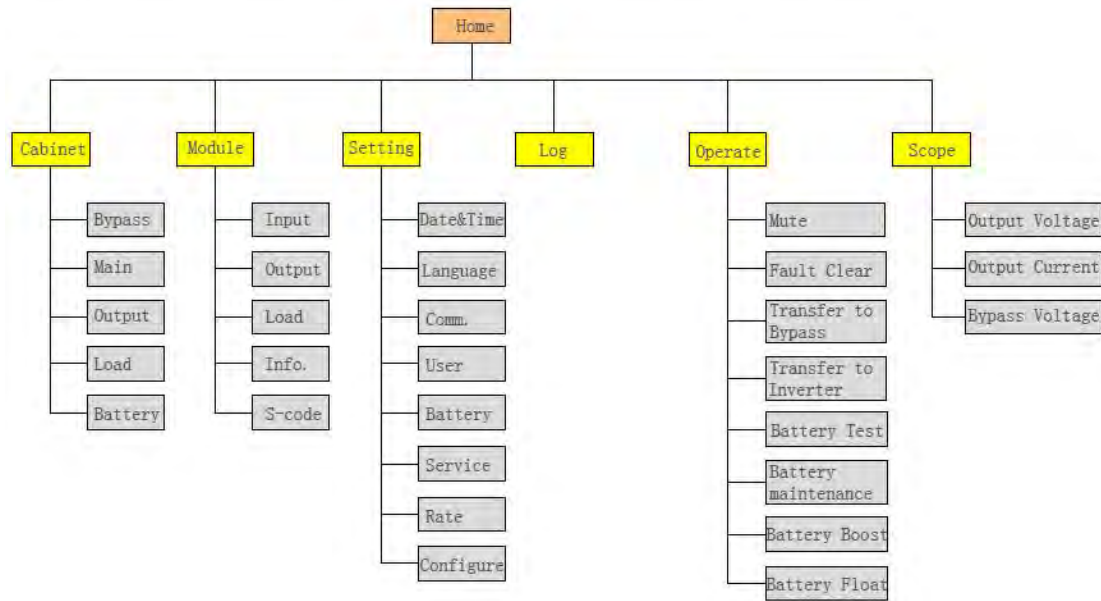 Home
Cabinet
Module
Setting
Log
Operate
Scope
Bypass
Main
Output
Load
Battery
Input
Output
Load
Info.
S-code
Date&Time
Language
Comm.
User
Battery
Service
Rate
Configure
Mute
Fault Clear
Transfer to
Bypass
Transfer to
Inverter
Battery Test
Battery
maintenance
Battery Boost
Battery Float
Output Voltage
Output Current
Bypass Voltage